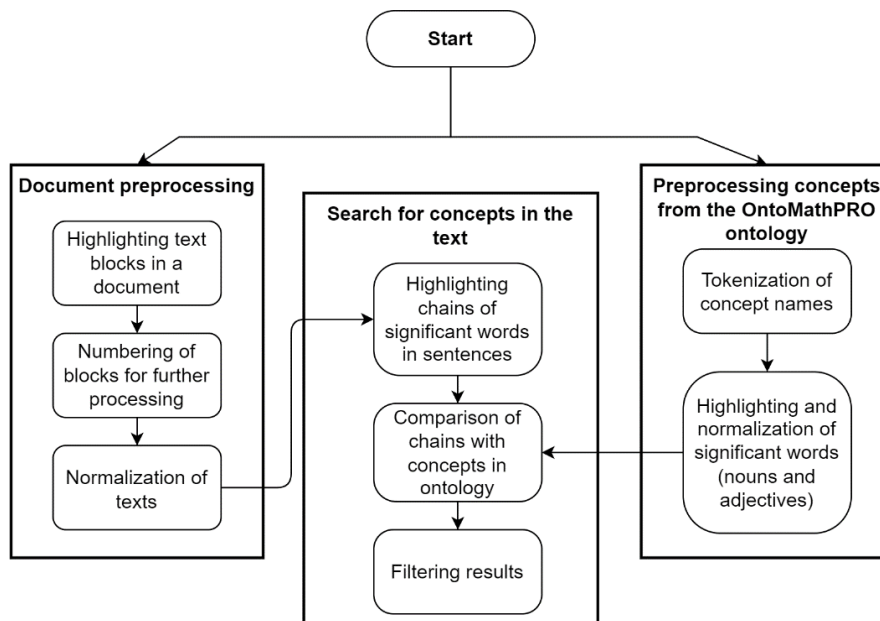 Start
Document preprocessing
Highlighting text
blocks in a
document
Numbering of
blocks for further
processing
Normalization of
texts
Search for concepts in the
text
Highlighting
chains of
significant words
in sentences
Comparison of
chains with
concepts in
ontology
Filtering results
Preprocessing concepts
from the OntoMathPRO
ontology
Tokenization of
concept names
Highlighting and
normalization of
significant words
(nouns and
adjectives)